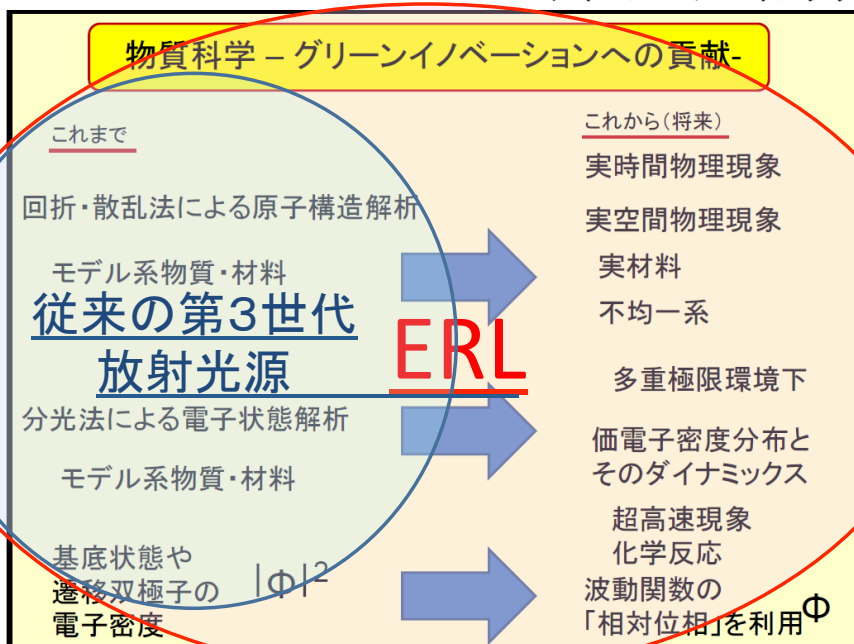 物質科学 – グリーンイノベーションへの貢献-
これまで
回折・散乱法による原子構造解析
モデル系物質・材料
従来の第3世代
放射光源
分光法による電子状態解析
モデル系物質・材料
基底状態や
遷移双極子の
電子密度
|Φ|²
ERL
これから(将来)
実時間物理現象
実空間物理現象
実材料
不均一系
多重極限環境下
価電子密度分布と
そのダイナミックス
超高速現象
化学反応
波動関数の
「相対位相」を利用Φ